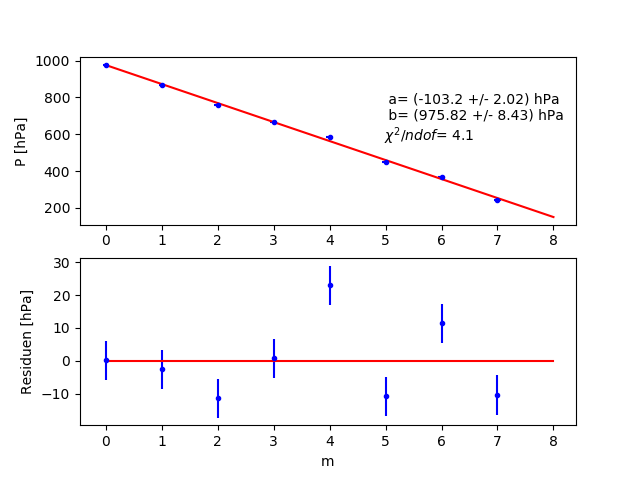 1000
800
600
400
200
P [hPa]
a= (-103.2 +/- 2.02) hPa
b= (975.82 +/- 8.43) hPa
χ²/ndof= 4.1
0 1 2 3 4 5 6 7 8
30
20
10
0
−10
Residuen [hPa]
0 1 2 3 4 5 6 7 8
m